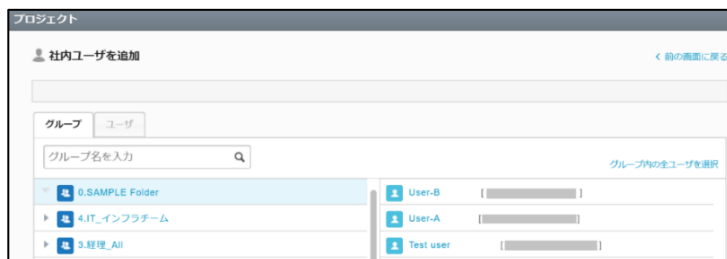 プロジェクト
社内ユーザを追加
< 前の画面に戻る
グループ ユーザ
グループ名を入力
グループ内の全ユーザを選択
0.SAMPLE Folder
4.IT_インフラチーム
3.経理_All
User-B [ ]
User-A [ ]
Test user [ ]